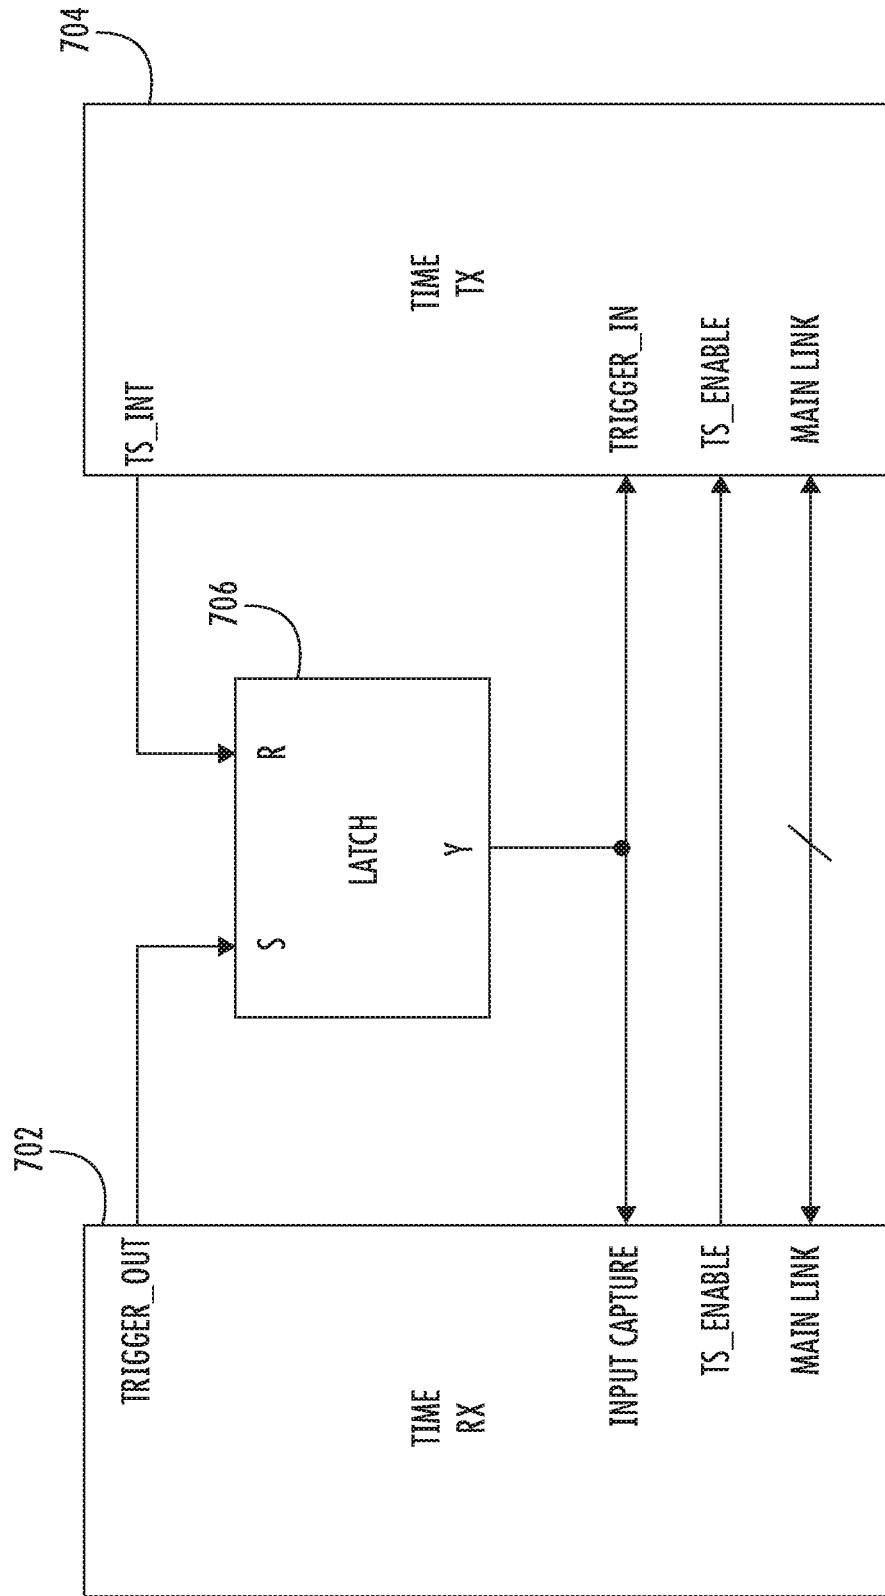 702
TRIGGER_OUT
TIME
RX
INPUT CAPTURE
TS_ENABLE
MAIN LINK
706
S
R
LATCH
Y
704
TS_INT
TIME
TX
TRIGGER_IN
TS_ENABLE
MAIN LINK